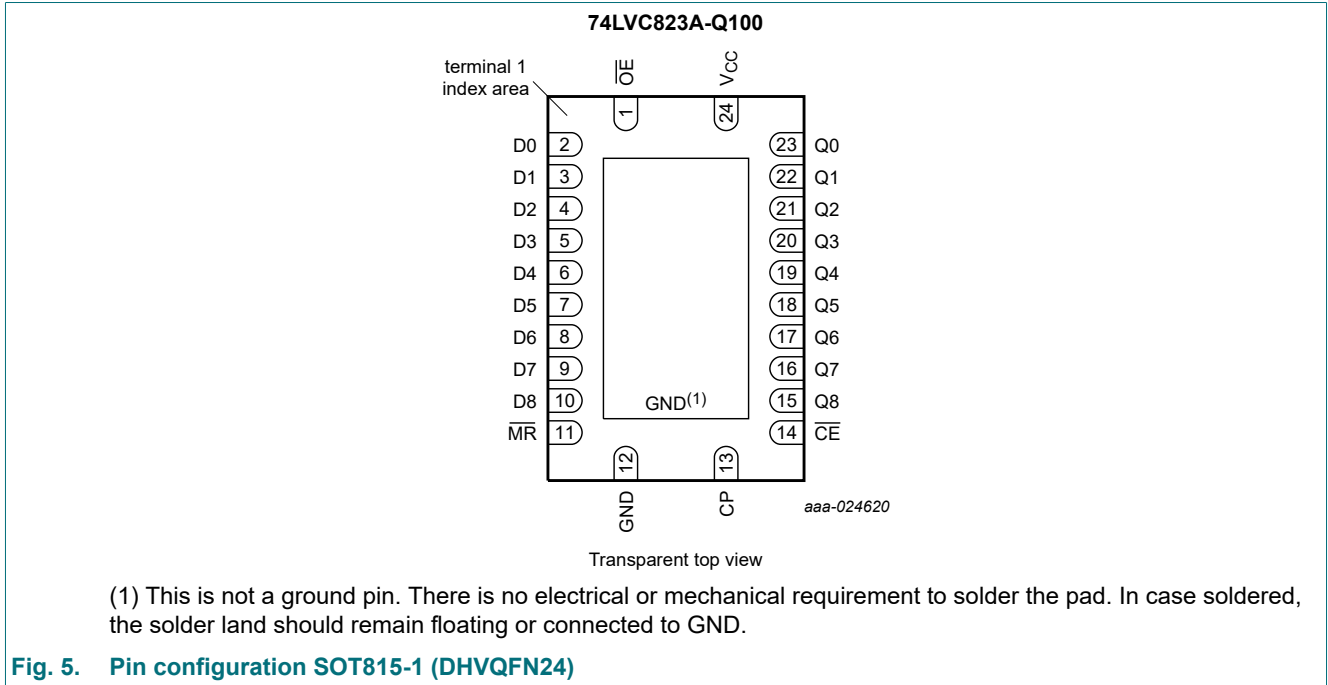 74LVC823A-Q100
terminal 1
index area
OE
VCC
1
24
D0 2
23 Q0
D1 3
22 Q1
D2 4
21 Q2
D3 5
20 Q3
D4 6
19 Q4
D5 7
18 Q5
D6 8
17 Q6
D7 9
16 Q7
D8 10
GND(1)
15 Q8
MR 11
14 CE
12
13
GND
CP
aaa-024620
Transparent top view
(1) This is not a ground pin. There is no electrical or mechanical requirement to solder the pad. In case soldered,
the solder land should remain floating or connected to GND.
Fig. 5. Pin configuration SOT815-1 (DHVQFN24)